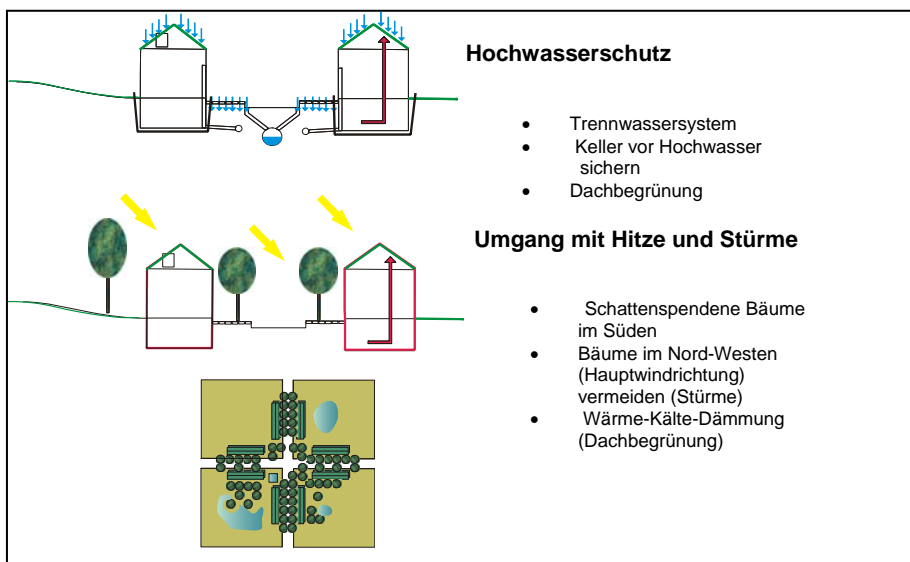 Hochwasserschutz
• Trennwassersystem
• Keller vor Hochwasser
sichern
• Dachbegrünung
Umgang mit Hitze und Stürme
• Schattenspendene Bäume
im Süden
• Bäume im Nord-Westen
(Hauptwindrichtung)
vermeiden (Stürme)
• Wärme-Kälte-Dämmung
(Dachbegrünung)